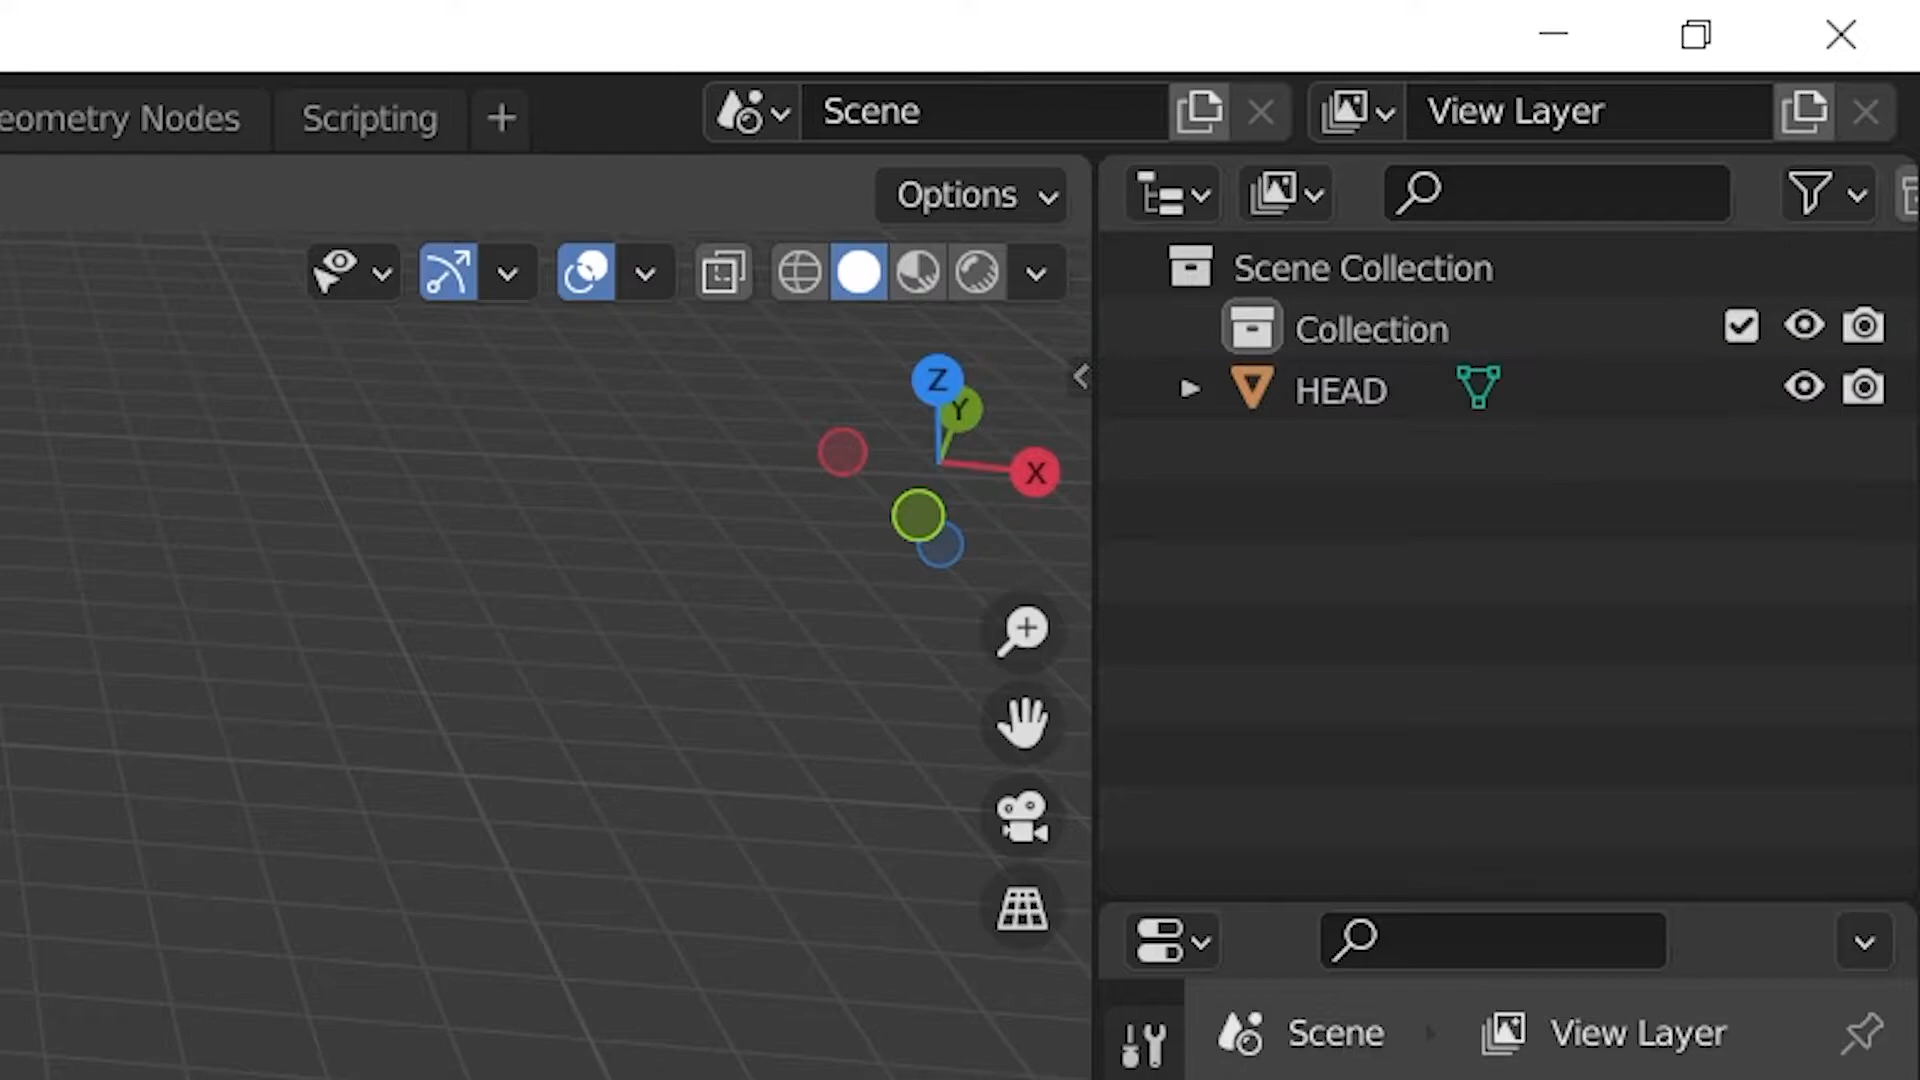 eometry Nodes Scripting + Scene View Layer
Options
Scene Collection
Collection
HEAD
Z
Y
X
Scene View Layer